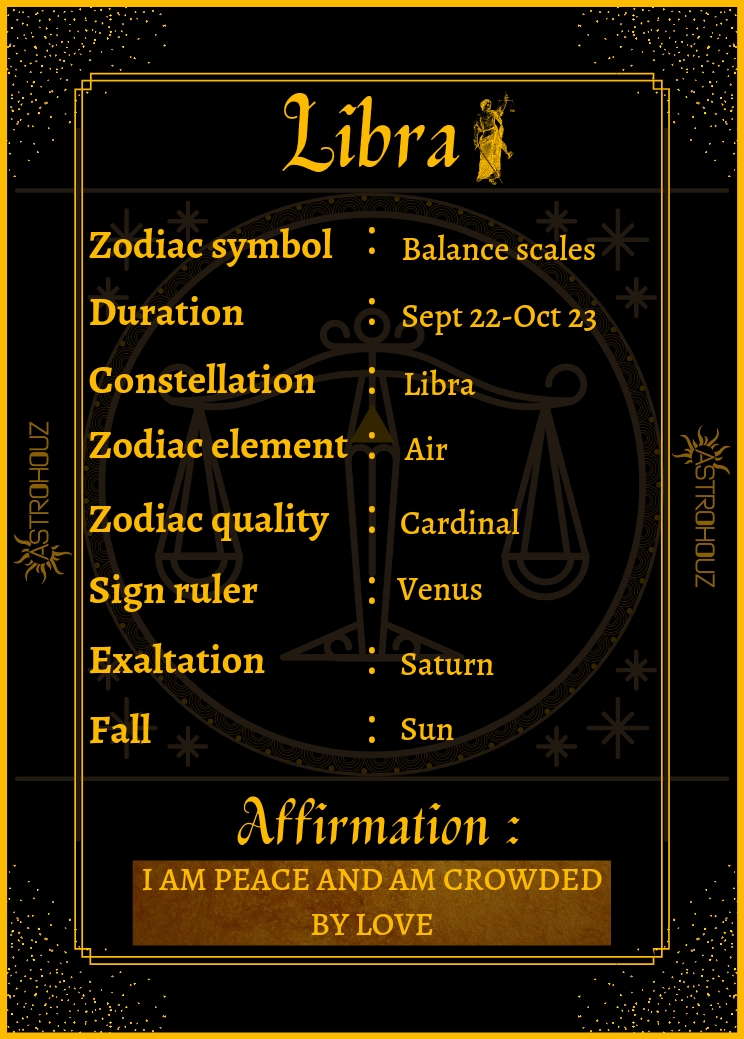 Libra
Zodiac symbol : Balance scales
Duration : Sept 22-Oct 23
Constellation : Libra
Zodiac element : Air
Zodiac quality : Cardinal
Sign ruler : Venus
Exaltation : Saturn
Fall : Sun
Affirmation :
I AM PEACE AND AM CROWDED
BY LOVE
ASTROHOUZ
ASTROHOUZ